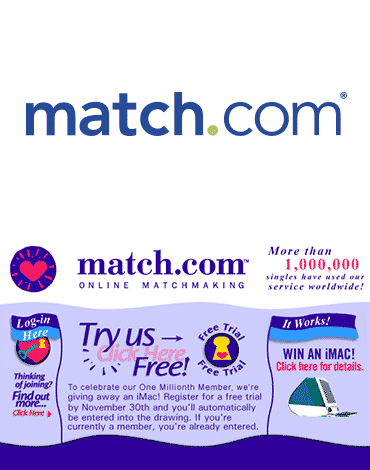 match.com®
match.com™
ONLINE MATCHMAKING
More than
1,000,000
singles have used our
service worldwide!
Log-in
Here
Thinking
of joining?
Find out
more...
Click Here
Try us
Click Here
Free!
Free Trial
Free Trial
To celebrate our One Millionth Member, we're
giving away an iMac! Register for a free trial
by November 30th and you'll automatically
be entered into the drawing. If you're
currently a member, you're already entered.
It Works!
WIN AN iMAC!
Click here for details.